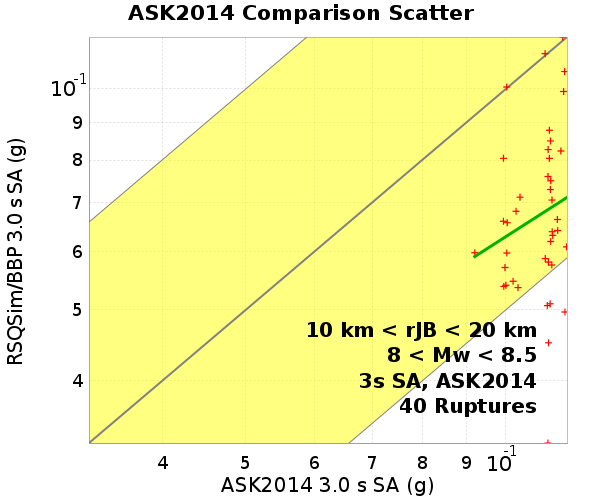 ASK2014 Comparison Scatter
RSQSim/BBP 3.0 s SA (g)
10-1
9
8
7
6
5
4
10 km < rJB < 20 km
8 < Mw < 8.5
3s SA, ASK2014
40 Ruptures
4 5 6 7 8 9 10-1
ASK2014 3.0 s SA (g)